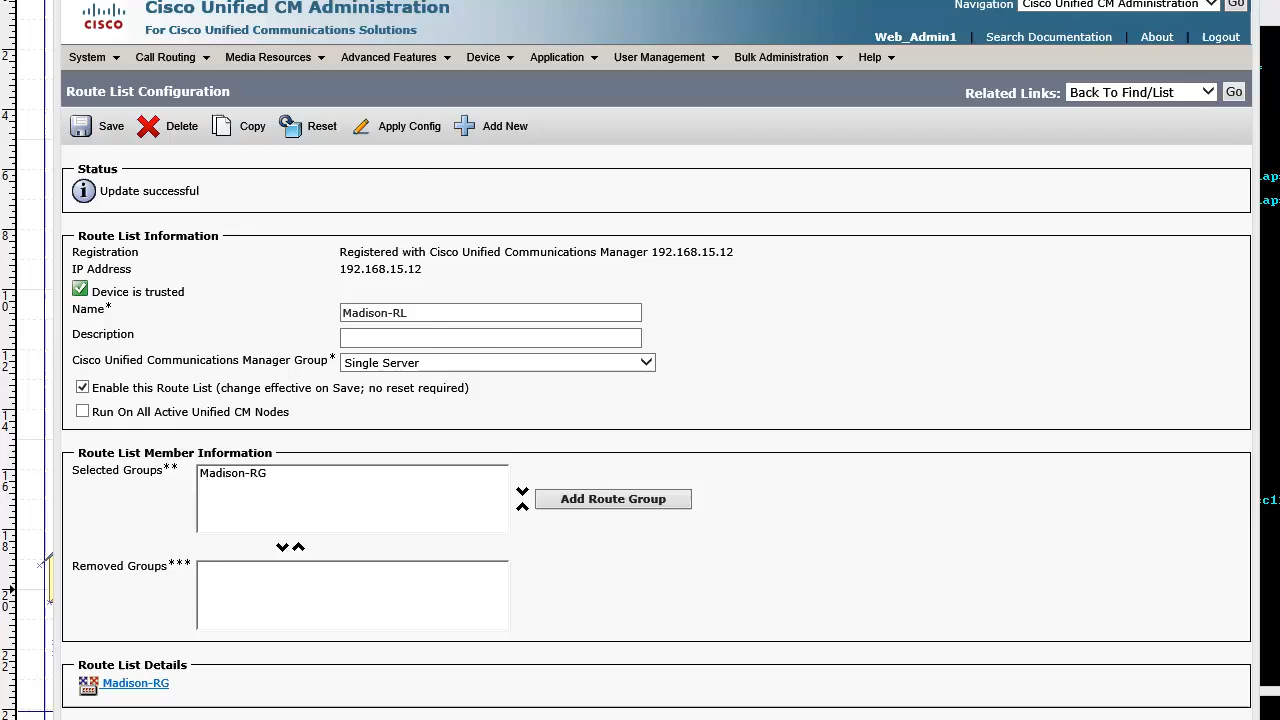 Cisco Unified CM Administration
CISCO
For Cisco Unified Communications Solutions
Navigation Cisco Unified CM Administration Go
Web_Admin1 | Search Documentation | About | Logout
System Call Routing Media Resources Advanced Features Device Application User Management Bulk Administration Help
Route List Configuration
Related Links: Back To Find/List Go
Save Delete Copy Reset Apply Config Add New
Status
Update successful
Route List Information
Registration Registered with Cisco Unified Communications Manager 192.168.15.12
IP Address 192.168.15.12
Device is trusted
Name* Madison-RL
Description
Cisco Unified Communications Manager Group* Single Server
Enable this Route List (change effective on Save; no reset required)
Run On All Active Unified CM Nodes
Route List Member Information
Selected Groups** Madison-RG
Add Route Group
Removed Groups***
Route List Details
Madison-RG